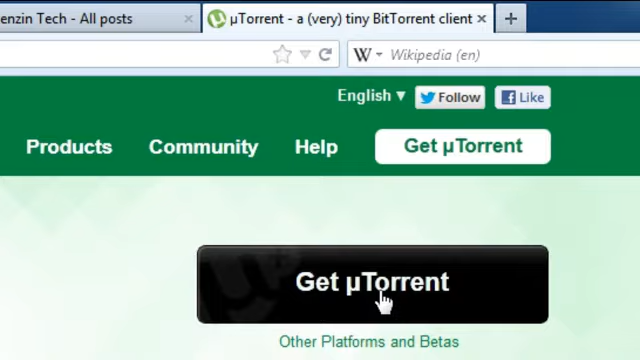 enzin Tech - All posts
µTorrent - a (very) tiny BitTorrent client
Wikipedia (en)
English
Follow
Like
Products
Community
Help
Get µTorrent
Get µTorrent
Other Platforms and Betas